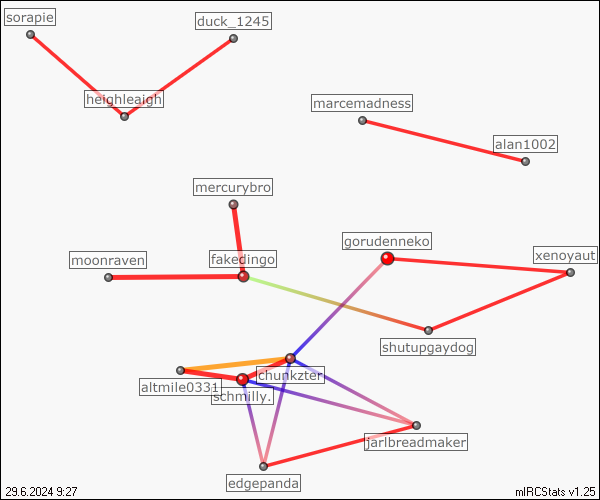 sorapie
duck_1245
heighleaigh
marcemadness
alan1002
mercurybro
gorudenneko
moonraven
fakedingo
xenoyaut
shutupgaydog
chunkzter
altmile0331
schmilly.
jarlbreadmaker
edgepanda
29.6.2024 9:27
mIRCStats v1.25